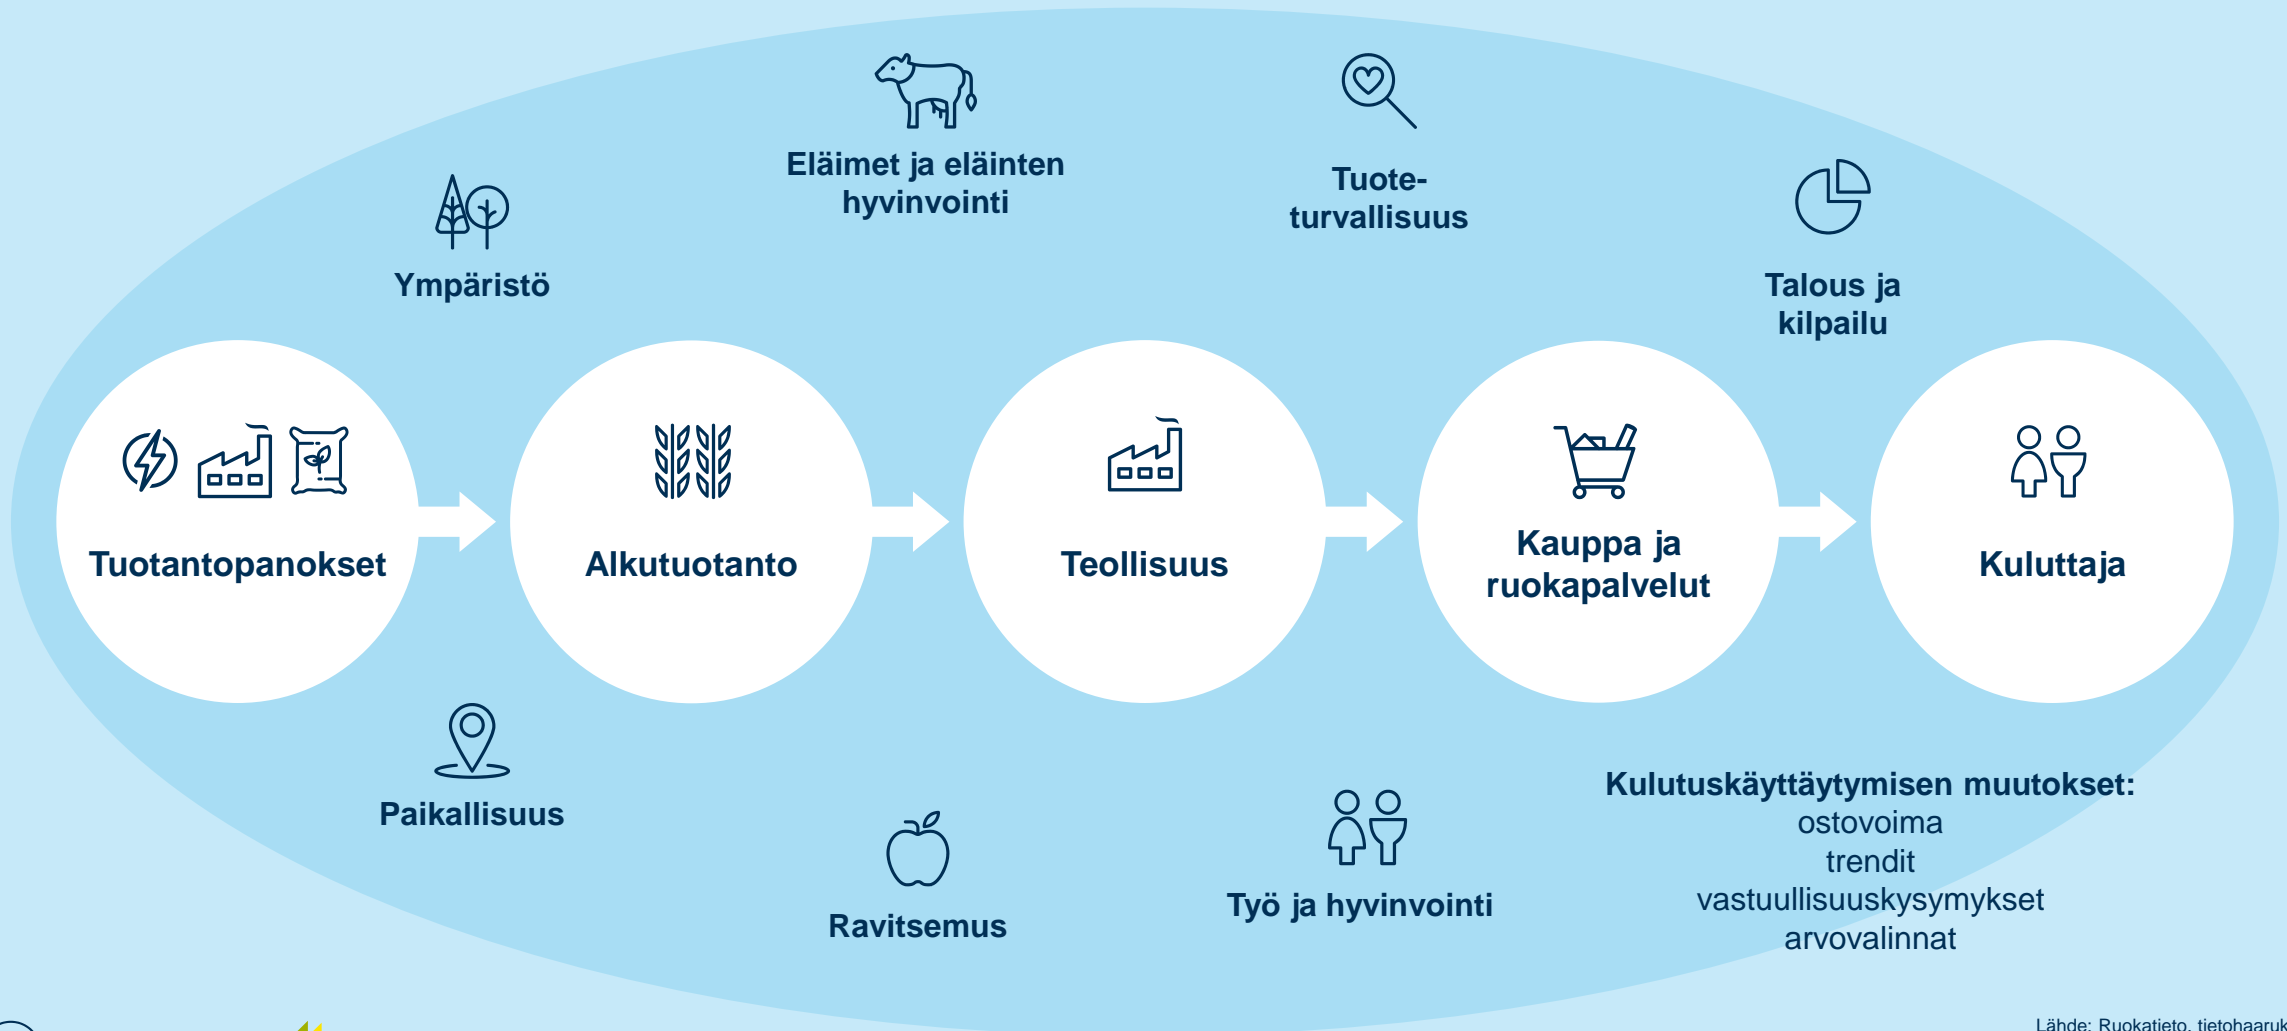 Eläimet ja eläinten
hyvinvointi
Tuote-
turvallisuus
Ympäristö
Talous ja
kilpailu
Tuotantopanokset
Alkutuotanto
Teollisuus
Kauppa ja
ruokapalvelut
Kuluttaja
Paikallisuus
Ravitsemus
Työ ja hyvinvointi
Kulutuskäyttäytymisen muutokset:
ostovoima
trendit
vastuullisuuskysymykset
arvovalinnat
Lähde: Ruokatieto, tietohaaruk